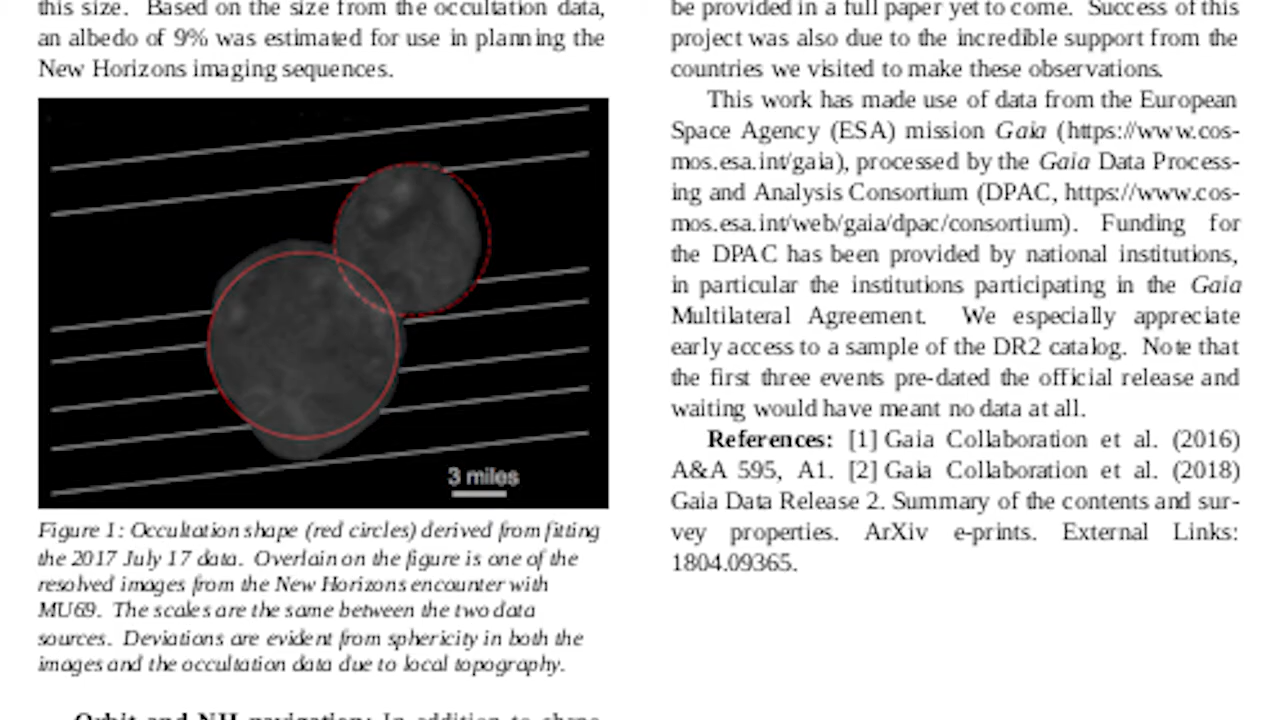 this size. Based on the size from the occultation data,
an albedo of 9% was estimated for use in planning the
New Horizons imaging sequences.
3 miles
Figure 1: Occultation shape (red circles) derived from fitting
the 2017 July 17 data. Overlain on the figure is one of the
resolved images from the New Horizons encounter with
MU69. The scales are the same between the two data
sources. Deviations are evident from sphericity in both the
images and the occultation data due to local topography.
Orbit and NH navigation: In addition to shape
be provided in a full paper yet to come. Success of this
project was also due to the incredible support from the
countries we visited to make these observations.
This work has made use of data from the European
Space Agency (ESA) mission Gaia (https://www.cos-
mos.esa.int/gaia), processed by the Gaia Data Process-
ing and Analysis Consortium (DPAC, https://www.cos-
mos.esa.int/web/gaia/dpac/consortium). Funding for
the DPAC has been provided by national institutions,
in particular the institutions participating in the Gaia
Multilateral Agreement. We especially appreciate
early access to a sample of the DR2 catalog. Note that
the first three events pre-dated the official release and
waiting would have meant no data at all.
References: [1] Gaia Collaboration et al. (2016)
A&A 595, A1. [2] Gaia Collaboration et al. (2018)
Gaia Data Release 2. Summary of the contents and sur-
vey properties. ArXiv e-prints. External Links:
1804.09365.